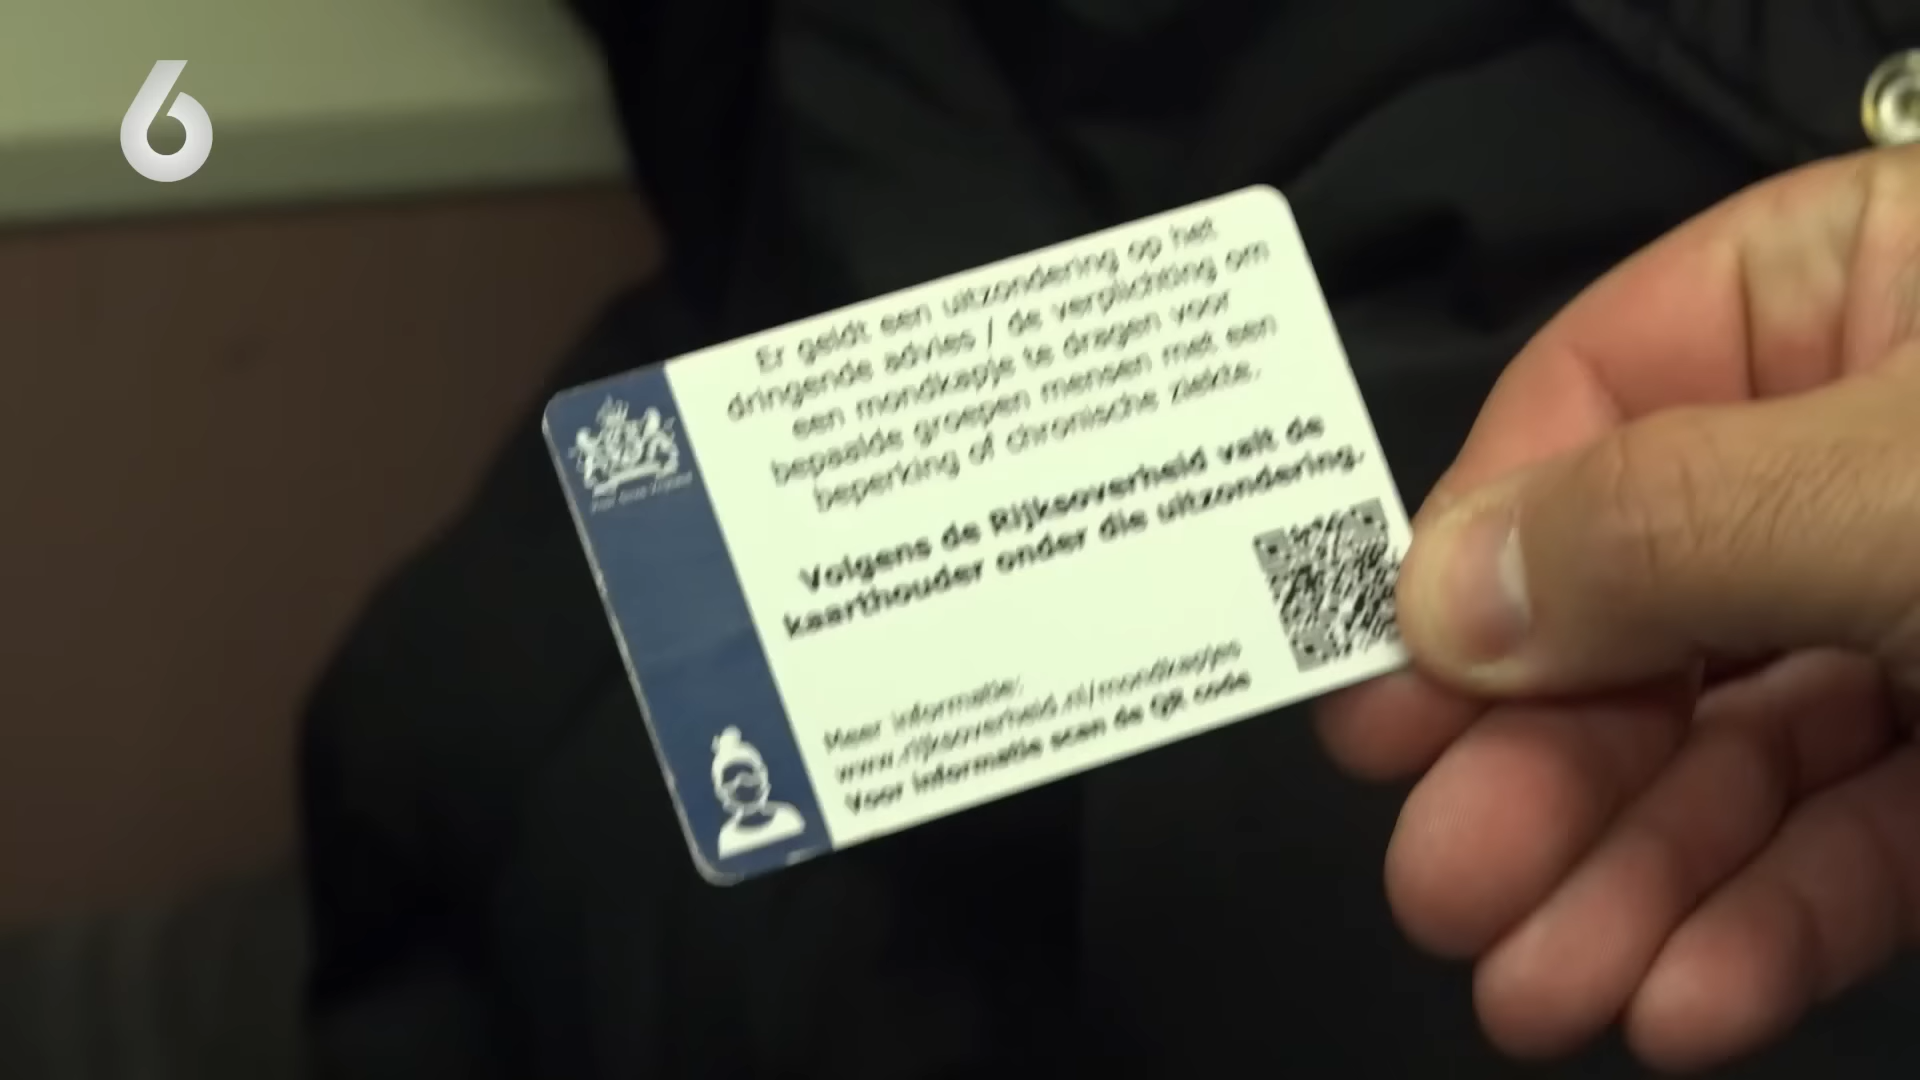 6
Er geldt een uitzondering op het
dringende advies / de verplichting om
een mondkapje te dragen voor
bepaalde groepen mensen met een
beperking of chronische ziekte.
Volgens de Rijksoverheid valt de
kaarthouder onder die uitzondering.
Meer informatie:
www.rijksoverheid.nl/mondkapjes
Voor informatie scan de QR code